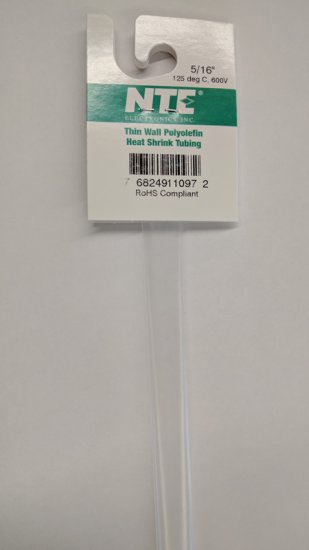 5/16"
125 deg C, 600V
NTE®
ELECTRONICS, INC.
Thin Wall Polyolefin
Heat Shrink Tubing
7 6824911097 2
RoHS Compliant